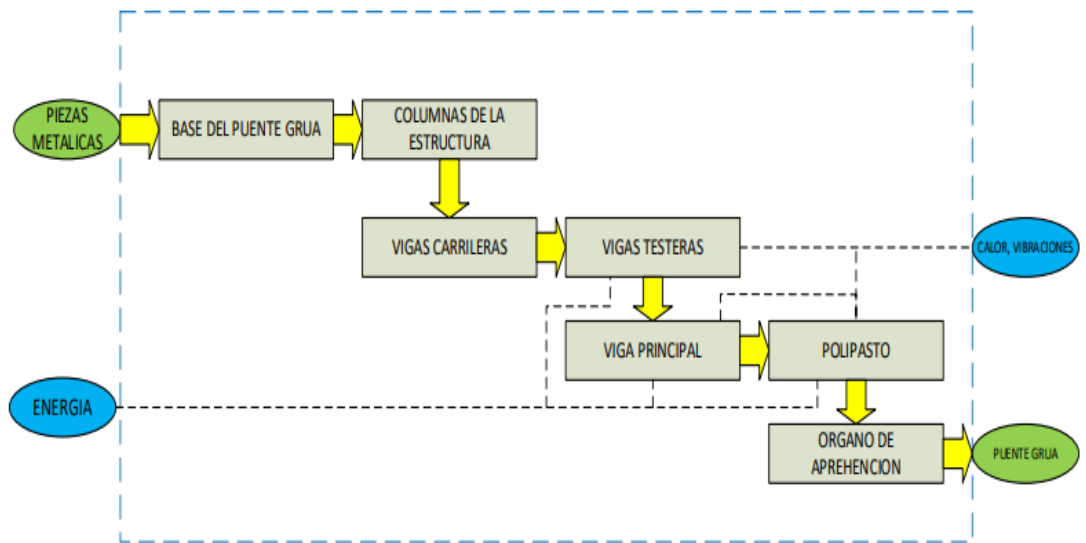 PIEZAS
METALICAS
BASE DEL PUENTE GRUA
COLUMNAS DE LA
ESTRUCTURA
VIGAS CARRILERAS
VIGAS TESTERAS
CALOR, VIBRACIONES
VIGA PRINCIPAL
POLIPASTO
ENERGIA
ORGANO DE
APREHENCION
PUENTE GRUA